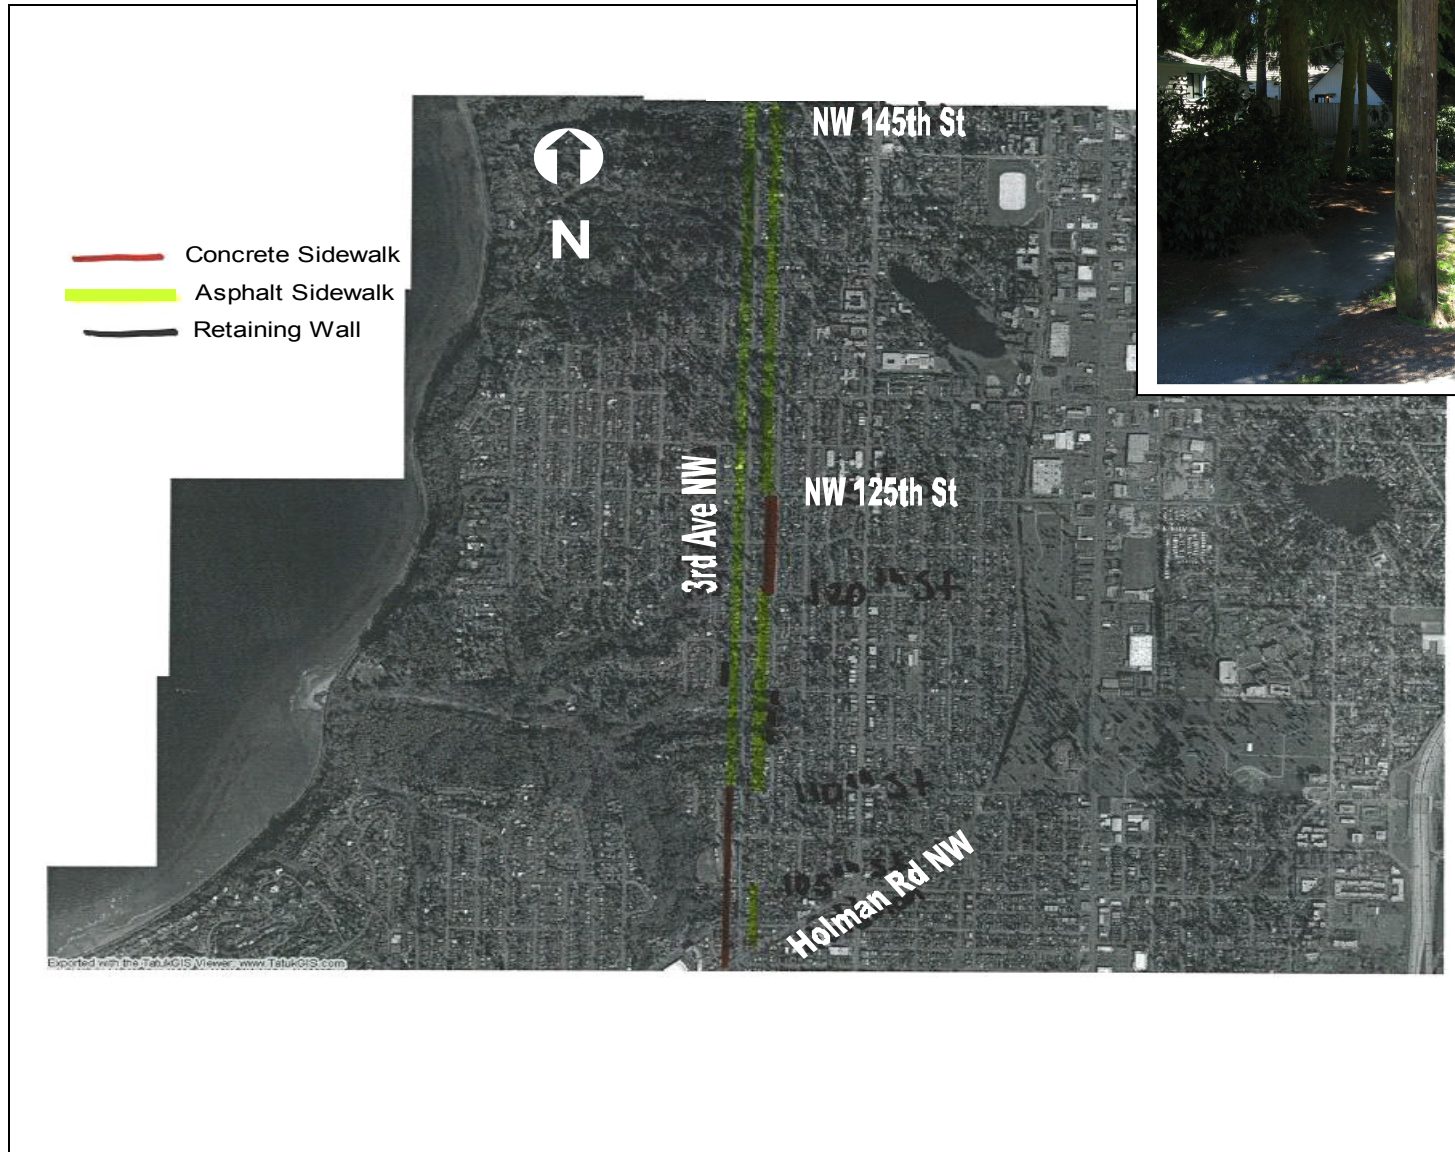 NW 145th St
N
Concrete Sidewalk
Asphalt Sidewalk
Retaining Wall
3rd Ave NW
NW 125th St
120th St
110th St
105th St
Holman Rd NW
Exported with the TatukGIS Viewer: www.TatukGIS.com